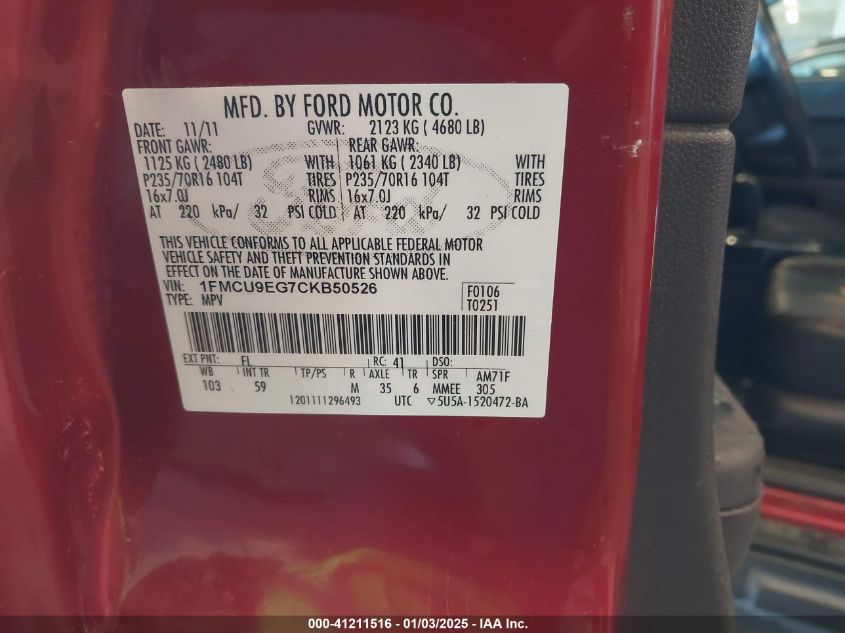 MFD. BY FORD MOTOR CO.
DATE: 11/11 GVWR: 2123 KG ( 4680 LB)
FRONT GAWR: REAR GAWR:
1125 KG ( 2480 LB) WITH 1061 KG ( 2340 LB) WITH
P235/70R16 104T TIRES P235/70R16 104T TIRES
16x7.0J RIMS 16x7.0J RIMS
AT 220 kPa/ 32 PSI COLD AT 220 kPa/ 32 PSI COLD
THIS VEHICLE CONFORMS TO ALL APPLICABLE FEDERAL MOTOR
VEHICLE SAFETY AND THEFT PREVENTION STANDARDS IN
EFFECT ON THE DATE OF MANUFACTURE SHOWN ABOVE.
VIN: 1FMCU9EG7CKB50526 F0106
TYPE: MPV T0251
EXT PNT: FL RC: 41 DSO:
WB INT TR TP/PS R AXLE TR SPR AM71F
103 59 M 35 6 MMEE 305
1201111296493 UTC ▽5U5A-1520472-BA
000-41211516 - 01/03/2025 - IAA Inc.